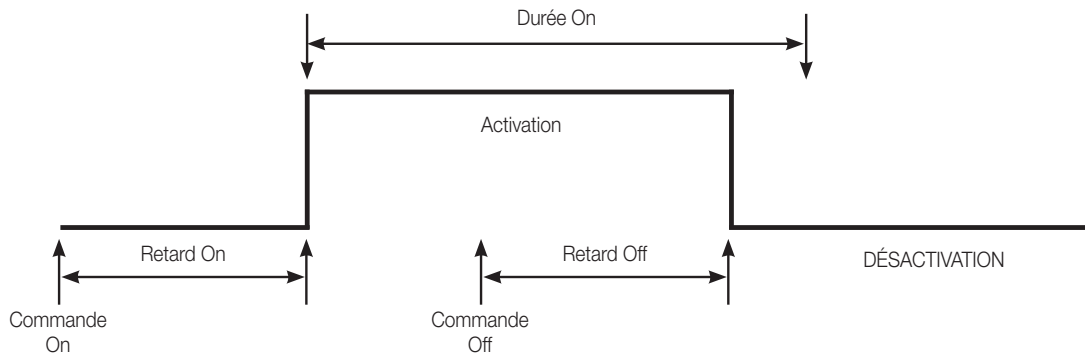 Durée On
Activation
Retard On
Retard Off
DÉSACTIVATION
Commande
On
Commande
Off